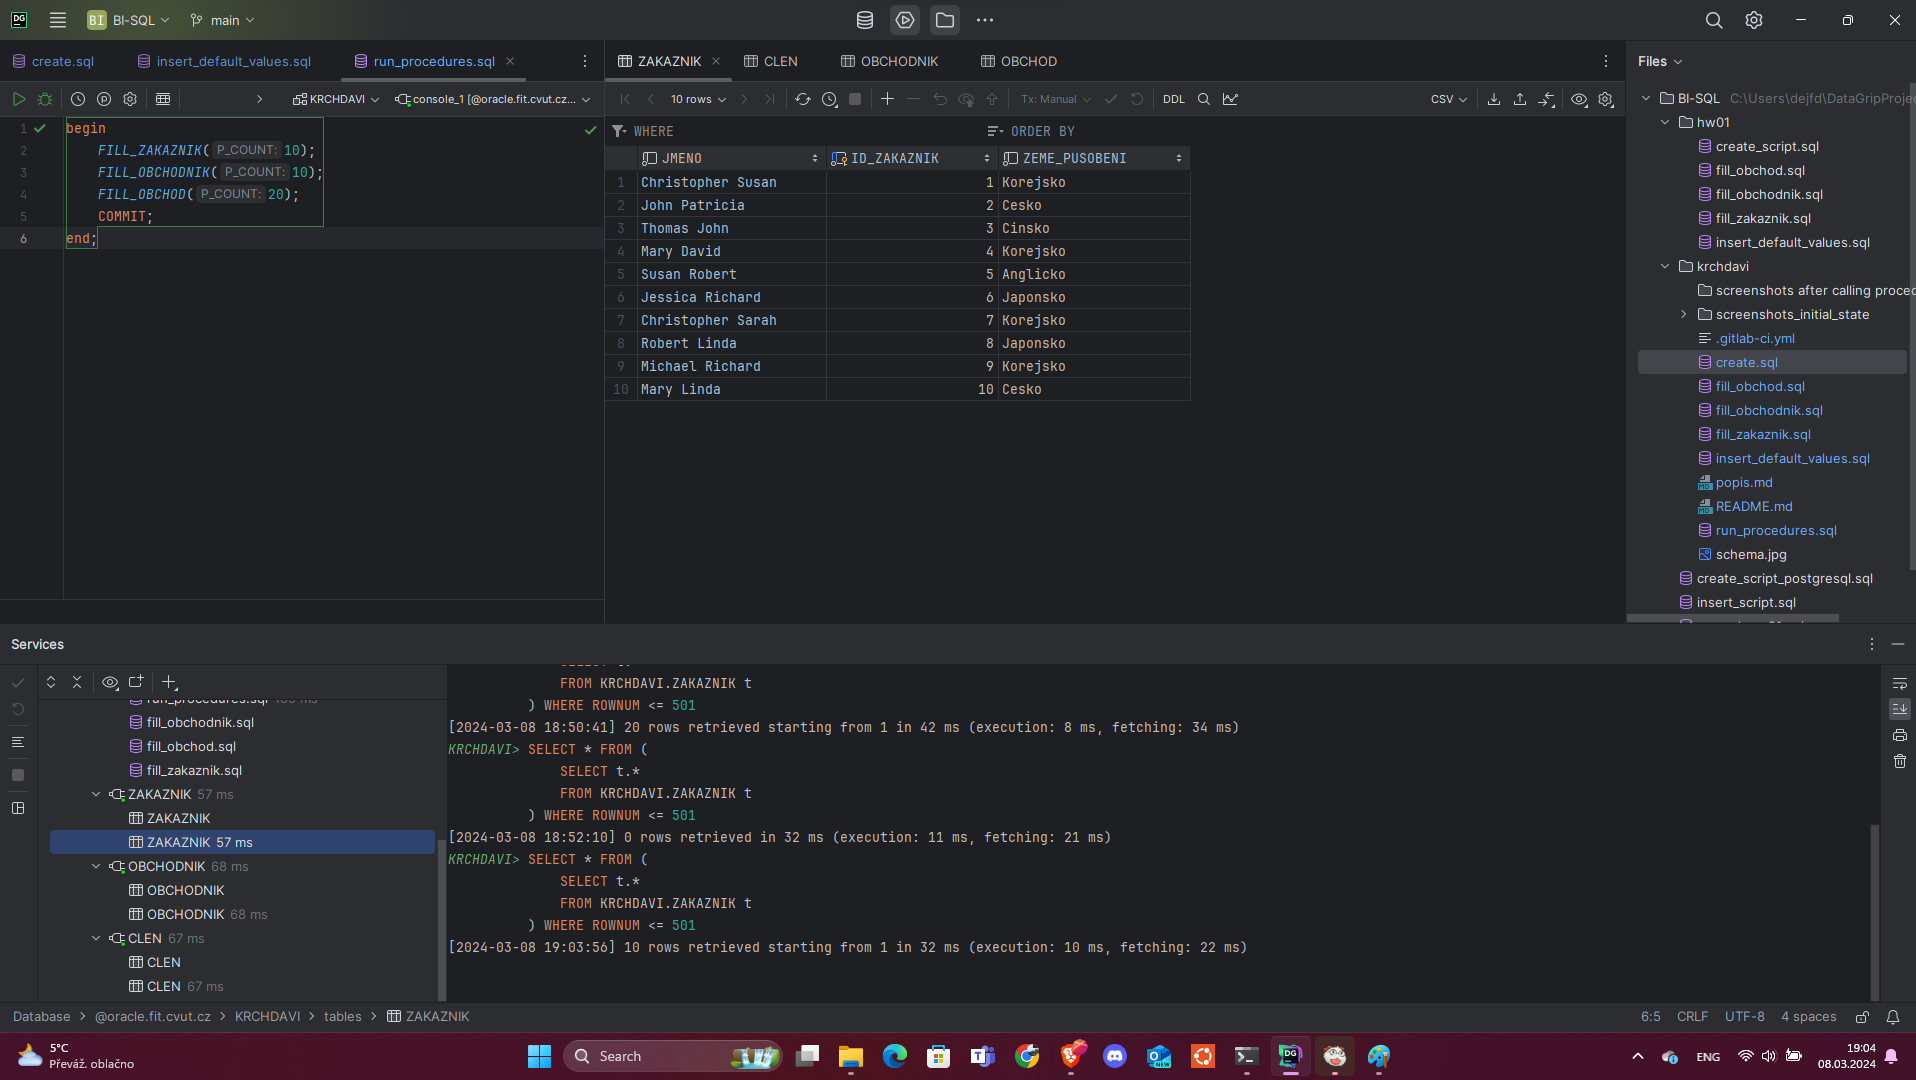 DG BI BI-SQL main
create.sql insert_default_values.sql run_procedures.sql
KRCHDAVI console_1 [@oracle.fit.cvut.cz...
1 begin
2 FILL_ZAKAZNIK( P_COUNT: 10);
3 FILL_OBCHODNIK( P_COUNT: 10);
4 FILL_OBCHOD( P_COUNT: 20);
5 COMMIT;
6 end;
ZAKAZNIK CLEN OBCHODNIK OBCHOD
10 rows Tx: Manual DDL CSV
WHERE ORDER BY
JMENO ID_ZAKAZNIK ZEME_PUSOBENI
1 Christopher Susan 1 Korejsko
2 John Patricia 2 Cesko
3 Thomas John 3 Cinsko
4 Mary David 4 Korejsko
5 Susan Robert 5 Anglicko
6 Jessica Richard 6 Japonsko
7 Christopher Sarah 7 Korejsko
8 Robert Linda 8 Japonsko
9 Michael Richard 9 Korejsko
10 Mary Linda 10 Cesko
Files
BI-SQL C:\Users\dejfd\DataGripProje
hw01
create_script.sql
fill_obchod.sql
fill_obchodnik.sql
fill_zakaznik.sql
insert_default_values.sql
krchdavi
screenshots after calling proced
screenshots_initial_state
.gitlab-ci.yml
create.sql
fill_obchod.sql
fill_obchodnik.sql
fill_zakaznik.sql
insert_default_values.sql
MD popis.md
MD README.md
run_procedures.sql
schema.jpg
create_script_postgresql.sql
insert_script.sql
Services
fill_obchodnik.sql
fill_obchod.sql
fill_zakaznik.sql
ZAKAZNIK 57 ms
ZAKAZNIK
ZAKAZNIK 57 ms
OBCHODNIK 68 ms
OBCHODNIK
OBCHODNIK 68 ms
CLEN 67 ms
CLEN
CLEN 67 ms
FROM KRCHDAVI.ZAKAZNIK t
) WHERE ROWNUM <= 501
[2024-03-08 18:50:41] 20 rows retrieved starting from 1 in 42 ms (execution: 8 ms, fetching: 34 ms)
KRCHDAVI> SELECT * FROM (
SELECT t.*
FROM KRCHDAVI.ZAKAZNIK t
) WHERE ROWNUM <= 501
[2024-03-08 18:52:10] 0 rows retrieved in 32 ms (execution: 11 ms, fetching: 21 ms)
KRCHDAVI> SELECT * FROM (
SELECT t.*
FROM KRCHDAVI.ZAKAZNIK t
) WHERE ROWNUM <= 501
[2024-03-08 19:03:56] 10 rows retrieved starting from 1 in 32 ms (execution: 10 ms, fetching: 22 ms)
Database > @oracle.fit.cvut.cz > KRCHDAVI > tables > ZAKAZNIK
6:5 CRLF UTF-8 4 spaces
5°C
Převáž. oblačno
Search
ENG
19:04
08.03.2024